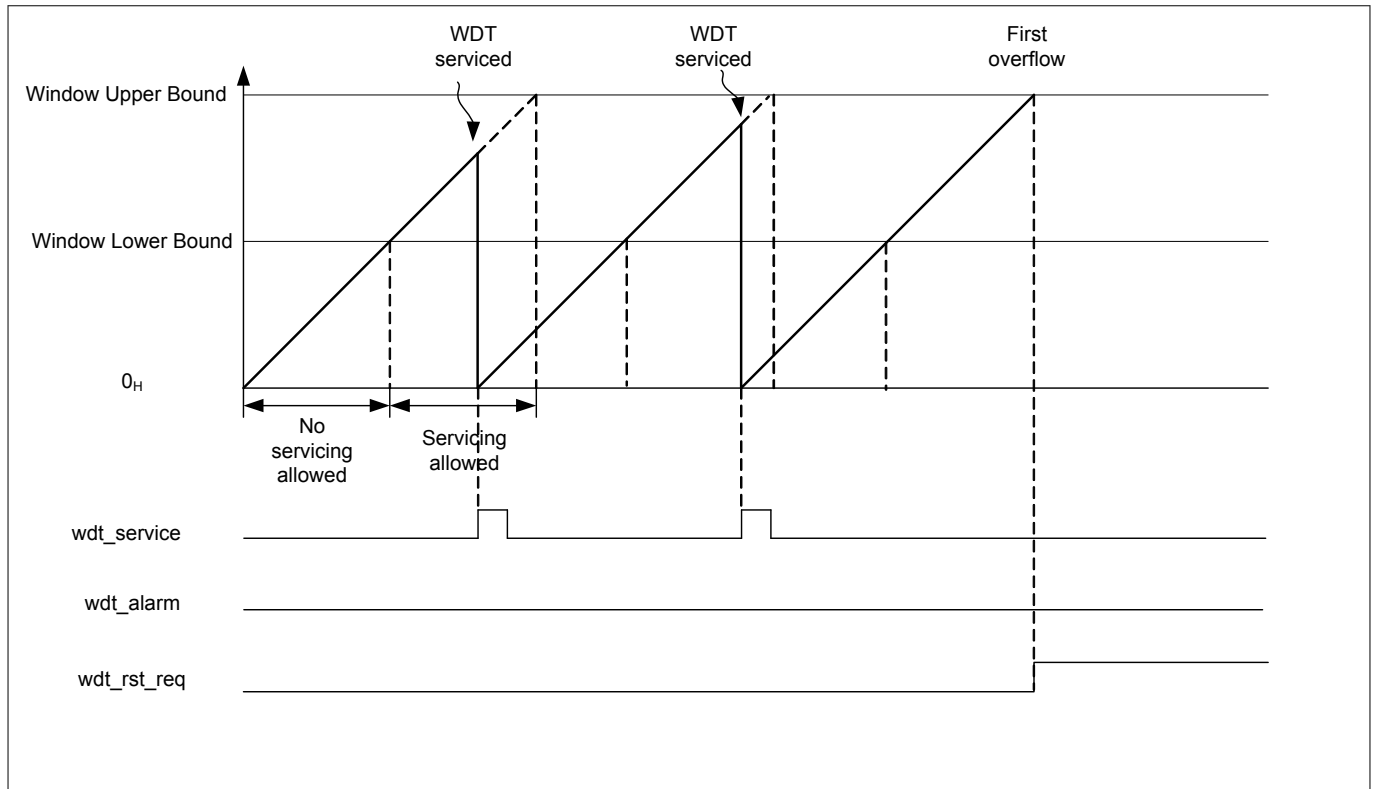 WDT
serviced
WDT
serviced
First
overflow
Window Upper Bound
Window Lower Bound
0H
No
servicing
allowed
Servicing
allowed
wdt_service
wdt_alarm
wdt_rst_req